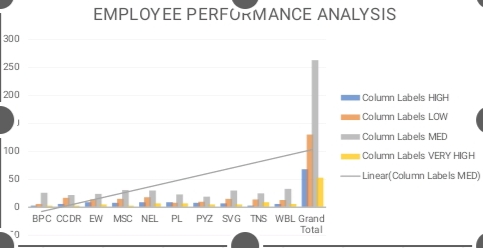 EMPLOYEE PERFORMANCE ANALYSIS
300
250
200
100
50
0
BPC CCDR EW MSC NEL PL PYZ SVG TNS WBL Grand Total
Column Labels HIGH
Column Labels LOW
Column Labels MED
Column Labels VERY HIGH
Linear(Column Labels MED)